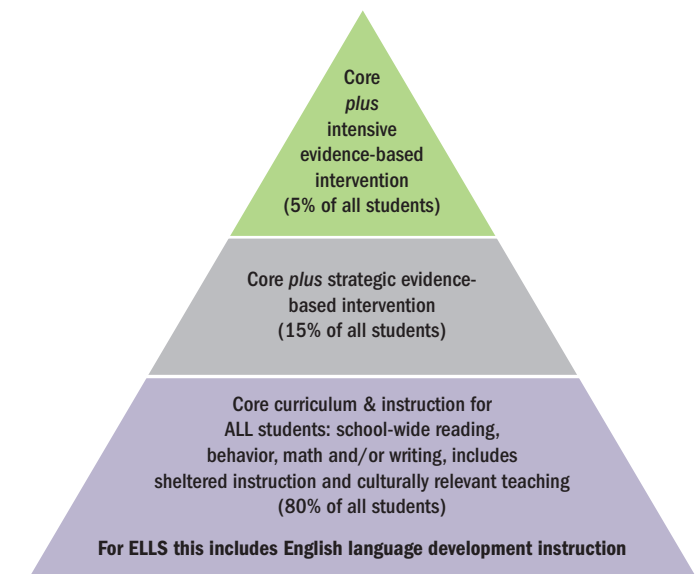 Core
plus
intensive
evidence-based
intervention
(5% of all students)
Core plus strategic evidence-
based intervention
(15% of all students)
Core curriculum & instruction for
ALL students: school-wide reading,
behavior, math and/or writing, includes
sheltered instruction and culturally relevant teaching
(80% of all students)
For ELLS this includes English language development instruction